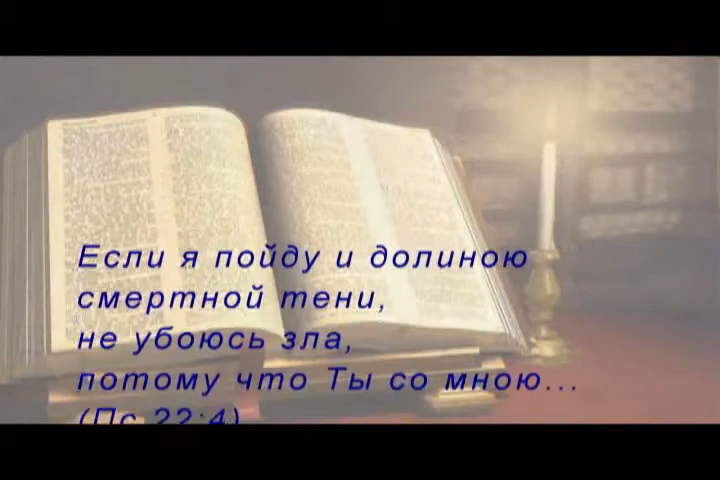 Если я пойду и долиною
смертной тени,
не убоюсь зла,
потому что Ты со мною...
(Пс.22:4)